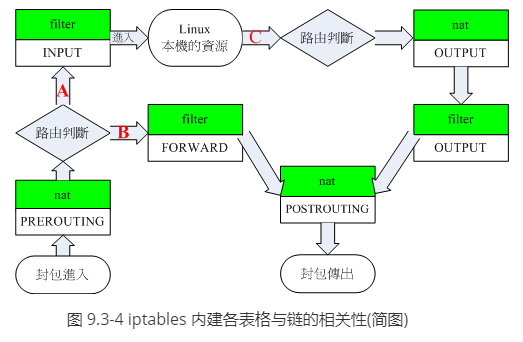 filter
INPUT
進入
Linux
本機的資源
C
路由判斷
nat
OUTPUT
A
路由判斷
B
filter
FORWARD
filter
OUTPUT
nat
PREROUTING
nat
POSTROUTING
封包進入
封包傳出
图 9.3-4 iptables 内建各表格与链的相关性(简图)